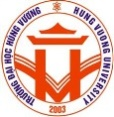 TRƯỜNG ĐẠI HỌC HÙNG VƯƠNG
HUNG VUONG UNIVERSITY
2003